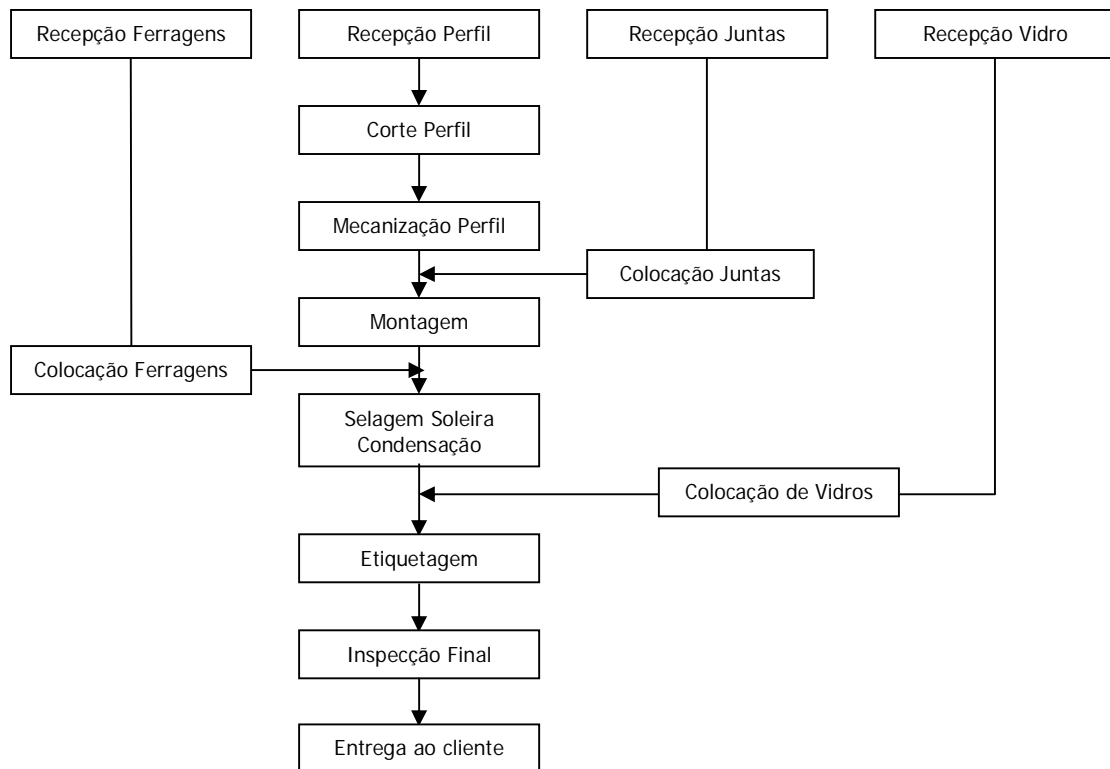 Recepção Ferragens
Recepção Perfil
Recepção Juntas
Recepção Vidro
Corte Perfil
Mecanização Perfil
Colocação Juntas
Montagem
Colocação Ferragens
Selagem Soleira
Condensação
Colocação de Vidros
Etiquetagem
Inspecção Final
Entrega ao cliente